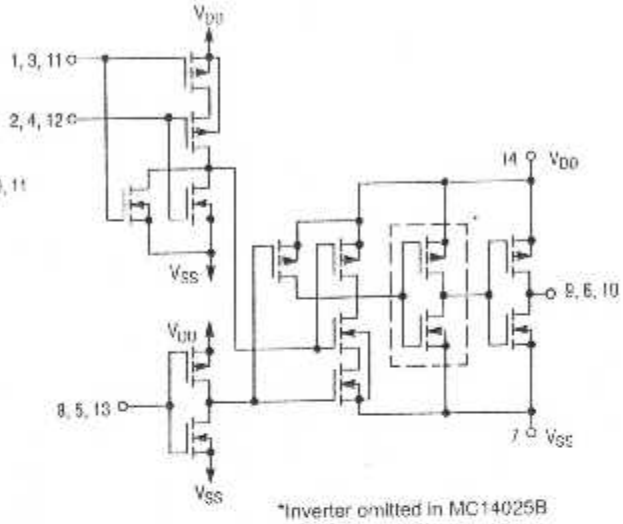 VDD
1, 3, 11
2, 4, 12
, 11
14 VDD
*
VSS
VDD
9, 6, 10
8, 5, 13
7 VSS
VSS
*Inverter omitted in MC14025B